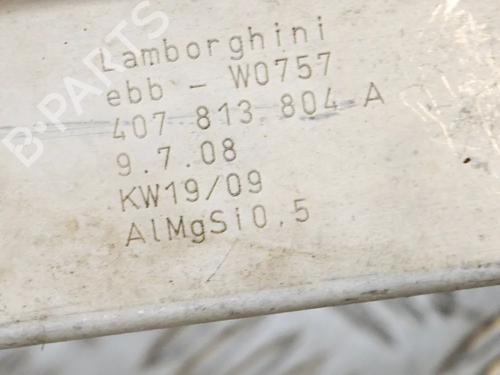 Lamborghini
ebb - W0757
407 813 804 A
9.7.08
KW19/09
AlMgSi0,5
B-PARTS